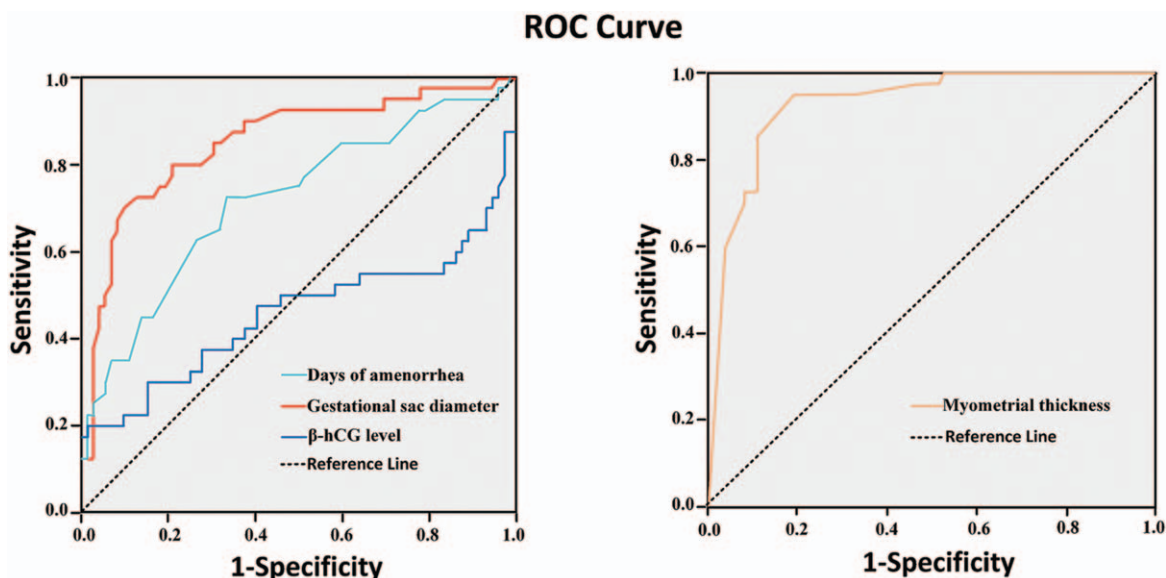 ROC Curve
Sensitivity
1.0
0.8
0.6
0.4
0.2
0.0
Days of amenorrhea
Gestational sac diameter
β-hCG level
Reference Line
0.0 0.2 0.4 0.6 0.8 1.0
1-Specificity
Sensitivity
1.0
0.8
0.6
0.4
0.2
0.0
Myometrial thickness
Reference Line
0.0 0.2 0.4 0.6 0.8 1.0
1-Specificity